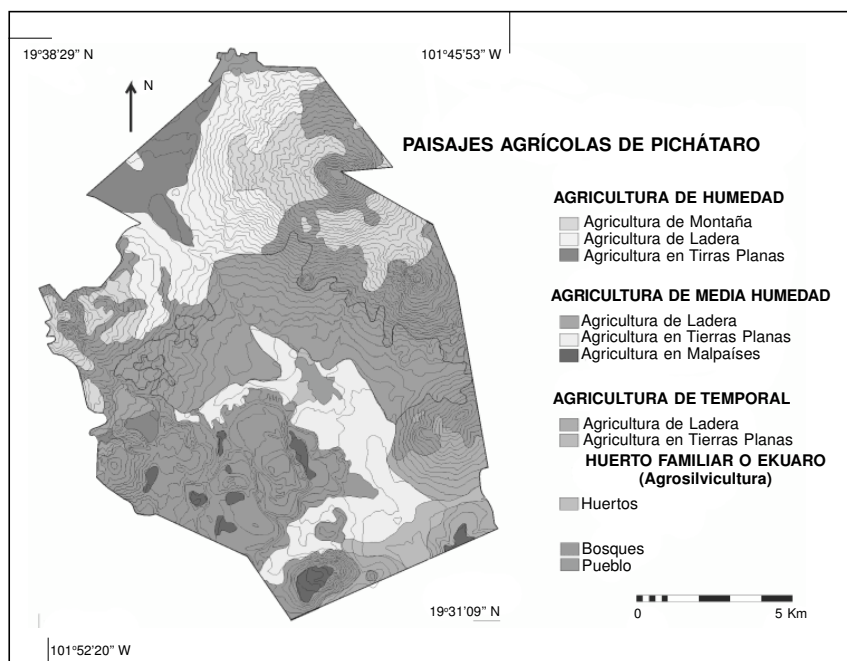 19°38'29" N
101°45'53" W
N
PAISAJES AGRÍCOLAS DE PICHÁTARO
AGRICULTURA DE HUMEDAD
Agricultura de Montaña
Agricultura de Ladera
Agricultura en Tirras Planas
AGRICULTURA DE MEDIA HUMEDAD
Agricultura de Ladera
Agricultura en Tierras Planas
Agricultura en Malpaíses
AGRICULTURA DE TEMPORAL
Agricultura de Ladera
Agricultura en Tierras Planas
HUERTO FAMILIAR O EKUARO
(Agrosilvicultura)
Huertos
Bosques
Pueblo
0 5 Km
19°31'09" N
101°52'20" W